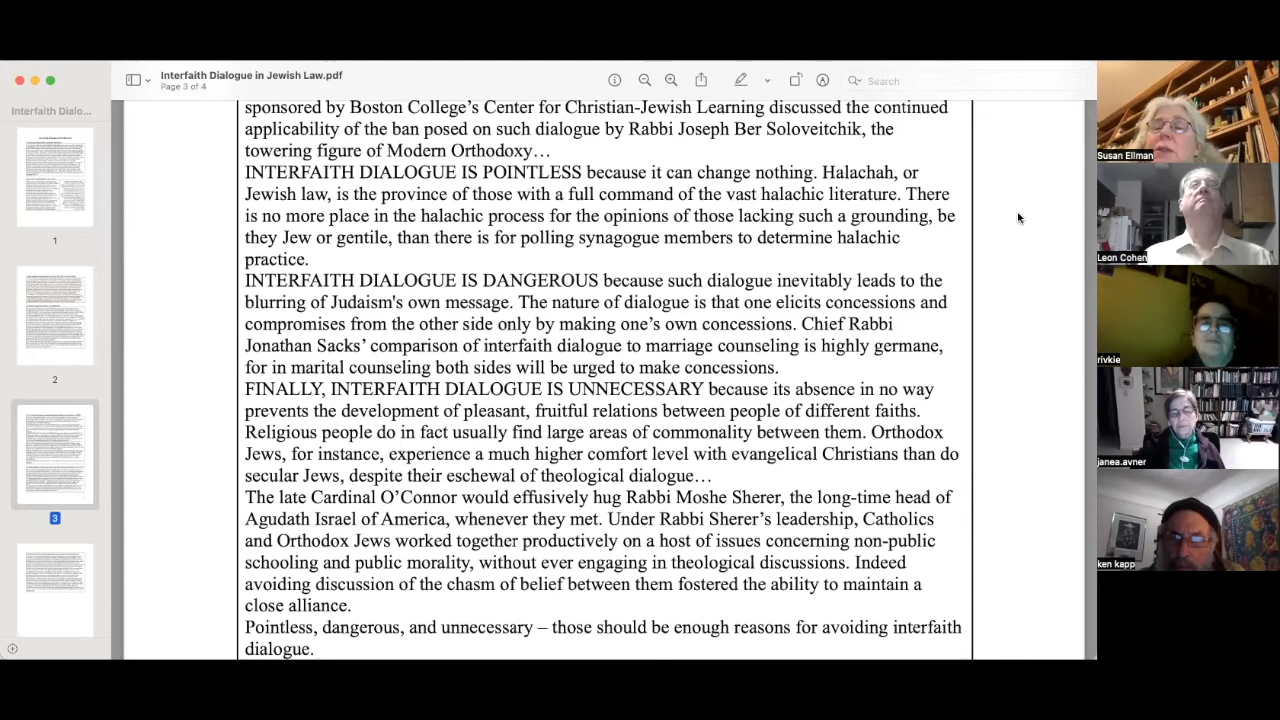 Interfaith Dialogue in Jewish Law.pdf
Page 3 of 4
Search
Interfaith Dialo...
1
2
3
sponsored by Boston College's Center for Christian-Jewish Learning discussed the continued
applicability of the ban posed on such dialogue by Rabbi Joseph Ber Soloveitchik, the
towering figure of Modern Orthodoxy…
INTERFAITH DIALOGUE IS POINTLESS because it can change nothing. Halachah, or
Jewish law, is the province of those with a full command of the vast halachic literature. There
is no more place in the halachic process for the opinions of those lacking such a grounding, be
they Jew or gentile, than there is for polling synagogue members to determine halachic
practice.
INTERFAITH DIALOGUE IS DANGEROUS because such dialogue inevitably leads to the
blurring of Judaism's own message. The nature of dialogue is that one elicits concessions and
compromises from the other side only by making one's own concessions. Chief Rabbi
Jonathan Sacks' comparison of interfaith dialogue to marriage counseling is highly germane,
for in marital counseling both sides will be urged to make concessions.
FINALLY, INTERFAITH DIALOGUE IS UNNECESSARY because its absence in no way
prevents the development of pleasant, fruitful relations between people of different faiths.
Religious people do in fact usually find large areas of commonality between them. Orthodox
Jews, for instance, experience a much higher comfort level with evangelical Christians than do
secular Jews, despite their eschewal of theological dialogue…
The late Cardinal O'Connor would effusively hug Rabbi Moshe Sherer, the long-time head of
Agudath Israel of America, whenever they met. Under Rabbi Sherer's leadership, Catholics
and Orthodox Jews worked together productively on a host of issues concerning non-public
schooling and public morality, without ever engaging in theological discussions. Indeed
avoiding discussion of the chasm of belief between them fostered the ability to maintain a
close alliance.
Pointless, dangerous, and unnecessary – those should be enough reasons for avoiding interfaith
dialogue.
Susan Ellman
Leon Cohen
rivkie
janea.avner
ken kapp